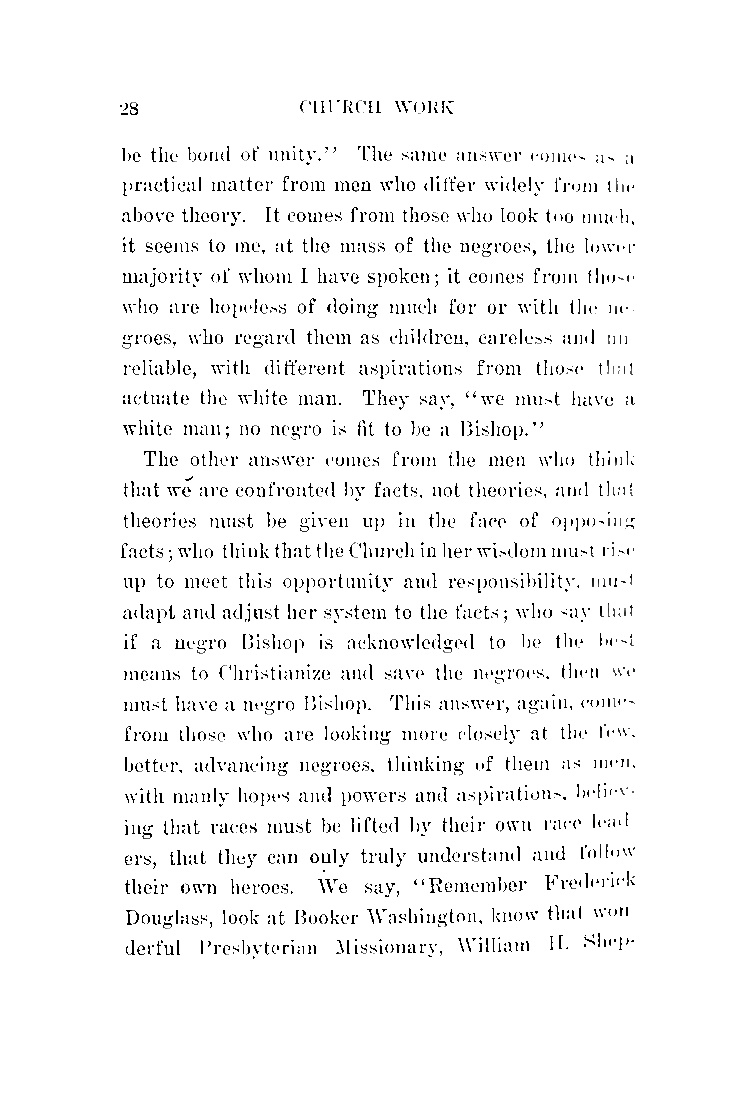 28 CHURCH WORK
be the bond of unity.'' The same answer comes as a
practical matter from men who differ widely from the
above theory. It comes from those who look too much,
it seems to me, at the mass of the negroes, the lower
majority of whom I have spoken; it comes from those
who are hopeless of doing much for or with the ne-
groes, who regard them as children, careless and un
reliable, with different aspirations from those that
actuate the white man. They say, "we must have a
white man; no negro is fit to be a Bishop."
The other answer comes from the men who think
that we are confronted by facts, not theories, and that
theories must be given up in the face of opposing
facts; who think that the Church in her wisdom must rise
up to meet this opportunity and responsibility, must
adapt and adjust her system to the facts; who say that
if a negro Bishop is acknowledged to be the best
means to Christianize and save the negroes, then we
must have a negro Bishop. This answer, again, comes
from those who are looking more closely at the few,
better, advancing negroes, thinking of them as men,
with manly hopes and powers and aspirations, believ-
ing that races must be lifted by their own race lead
ers, that they can only truly understand and follow
their own heroes. We say, "Remember Frederick
Douglass, look at Booker Washington, know that won
derful Presbyterian Missionary, William H. Shep-